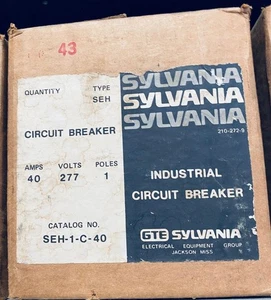 43
QUANTITY TYPE
SEH
SYLVANIA
SYLVANIA
SYLVANIA
210-272-9
CIRCUIT BREAKER
AMPS VOLTS POLES
40 277 1
INDUSTRIAL
CIRCUIT BREAKER
CATALOG NO.
SEH-1-C-40
GTE SYLVANIA
ELECTRICAL EQUIPMENT GROUP
JACKSON MISS